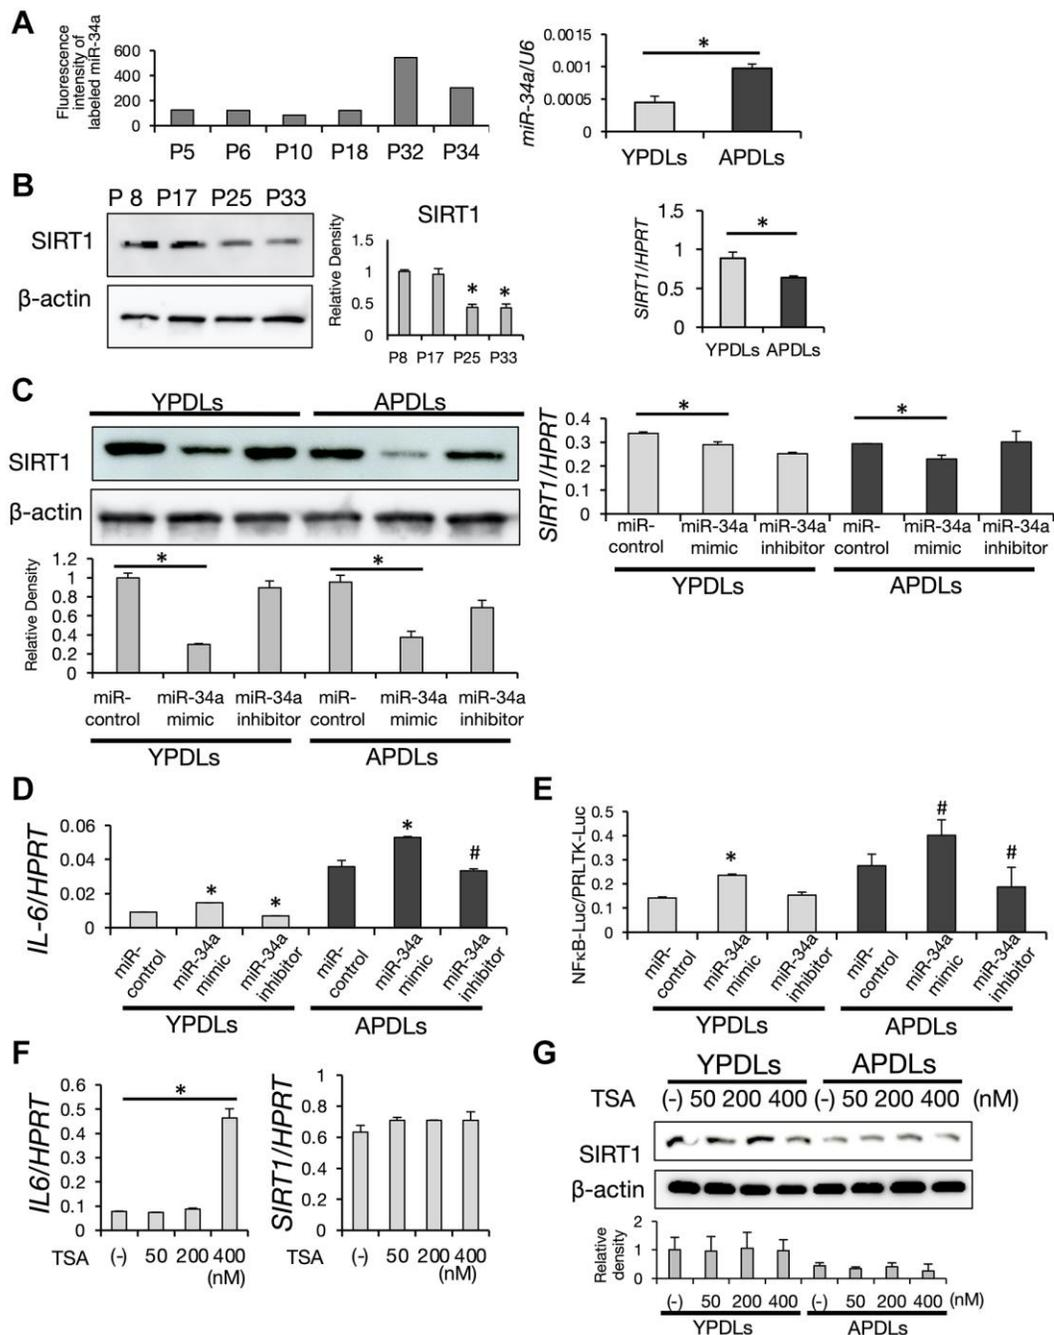 A
Fluorescence
intensity of
labeled miR-34a
600
400
200
0
P5 P6 P10 P18 P32 P34
miR-34a/U6
0.0015
0.001
0.0005
0
*
YPDLs APDLs
B
P 8 P17 P25 P33
SIRT1
β-actin
SIRT1
Relative Density
1.5
1
0.5
0
* *
P8 P17 P25 P33
SIRT1/HPRT
1.5
1
0.5
0
*
YPDLs APDLs
C
YPDLs APDLs
SIRT1
β-actin
Relative Density
1.2
1
0.8
0.6
0.4
0.2
0
* *
miR- miR-34a miR-34a miR- miR-34a miR-34a
control mimic inhibitor control mimic inhibitor
YPDLs APDLs
SIRT1/HPRT
0.4
0.3
0.2
0.1
0
* *
miR- miR-34a miR-34a miR- miR-34a miR-34a
control mimic inhibitor control mimic inhibitor
YPDLs APDLs
D
IL-6/HPRT
0.06
0.04
0.02
0
* * * #
miR- miR-34a miR-34a miR- miR-34a miR-34a
control mimic inhibitor control mimic inhibitor
YPDLs APDLs
E
NFκB-Luc/PRLTK-Luc
0.5
0.4
0.3
0.2
0.1
0
* # #
miR- miR-34a miR-34a miR- miR-34a miR-34a
control mimic inhibitor control mimic inhibitor
YPDLs APDLs
F
IL6/HPRT
0.6
0.5
0.4
0.3
0.2
0.1
0
*
TSA (-) 50 200 400
(nM)
SIRT1/HPRT
1
0.8
0.6
0.4
0.2
0
TSA (-) 50 200 400
(nM)
G
YPDLs APDLs
TSA (-) 50 200 400 (-) 50 200 400 (nM)
SIRT1
β-actin
Relative
density
2
1
0
(-) 50 200 400 (-) 50 200 400 (nM)
YPDLs APDLs